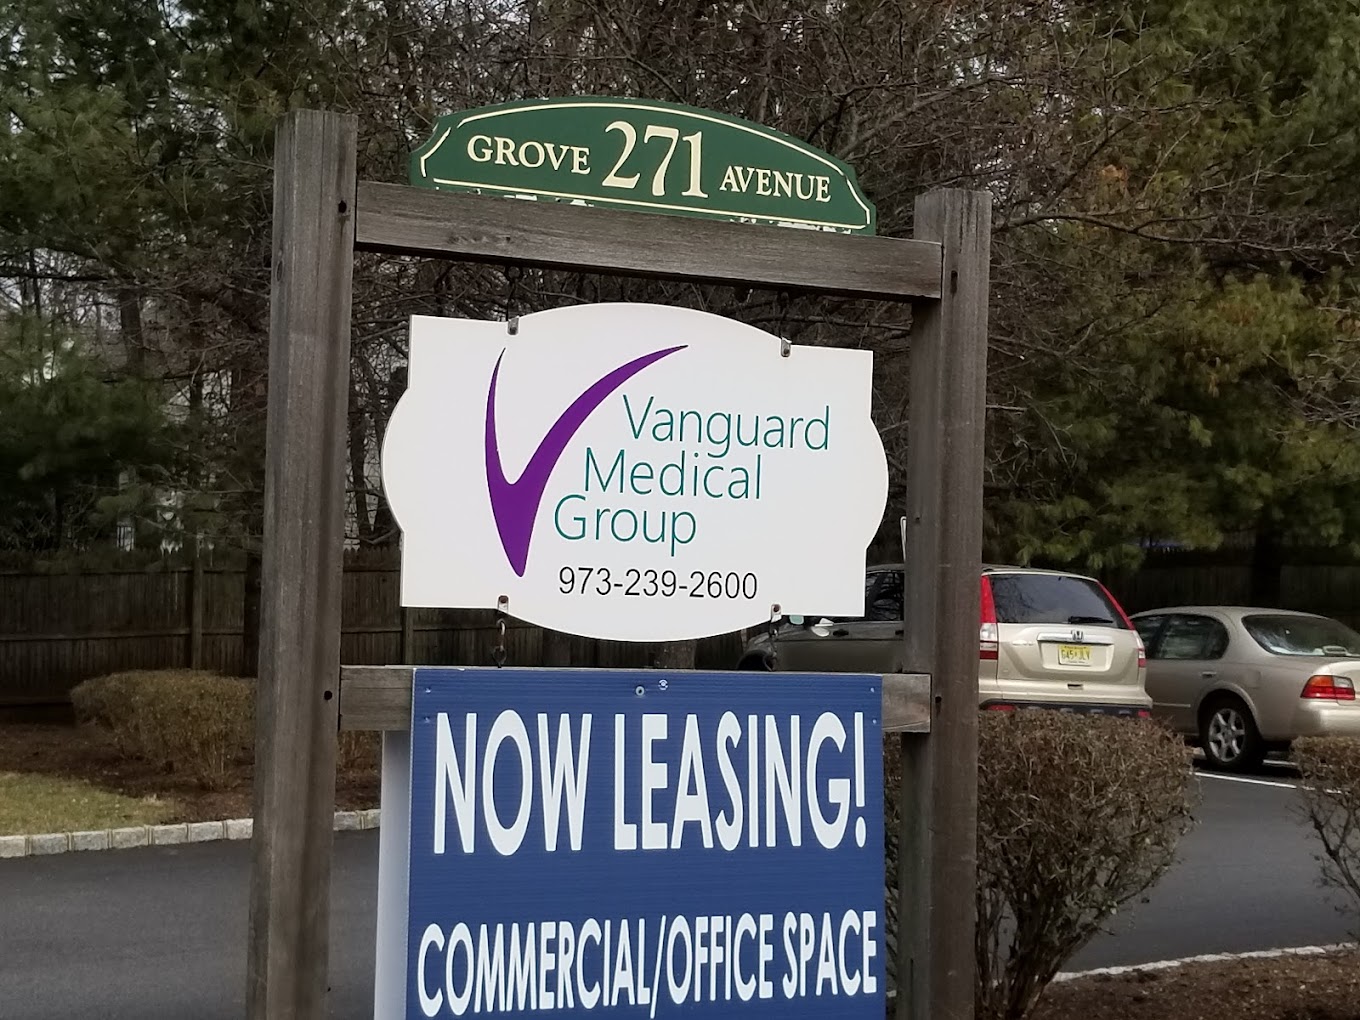 GROVE 271 AVENUE
Vanguard
Medical
Group
973-239-2600
NOW LEASING!
COMMERCIAL/OFFICE SPACE